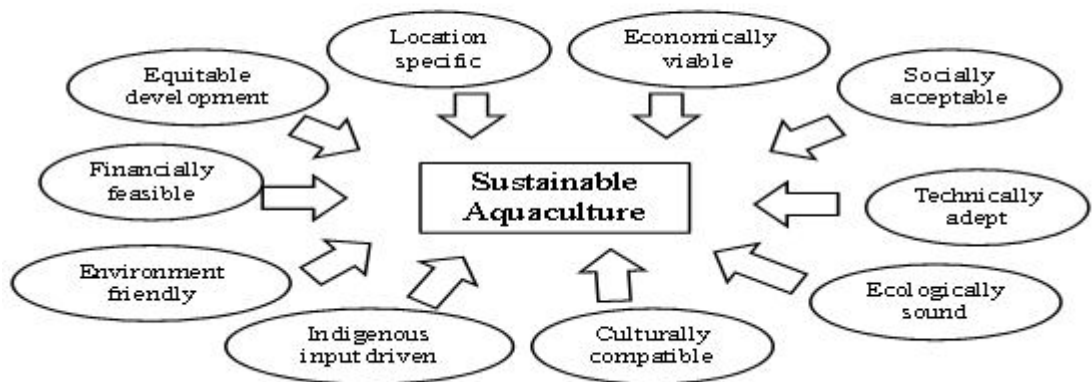 Location
specific
Economically
viable
Equitable
development
Socially
acceptable
Financially
feasible
Sustainable
Aquaculture
Technically
adept
Environment
friendly
Ecologically
sound
Indigenous
input driven
Culturally
compatible